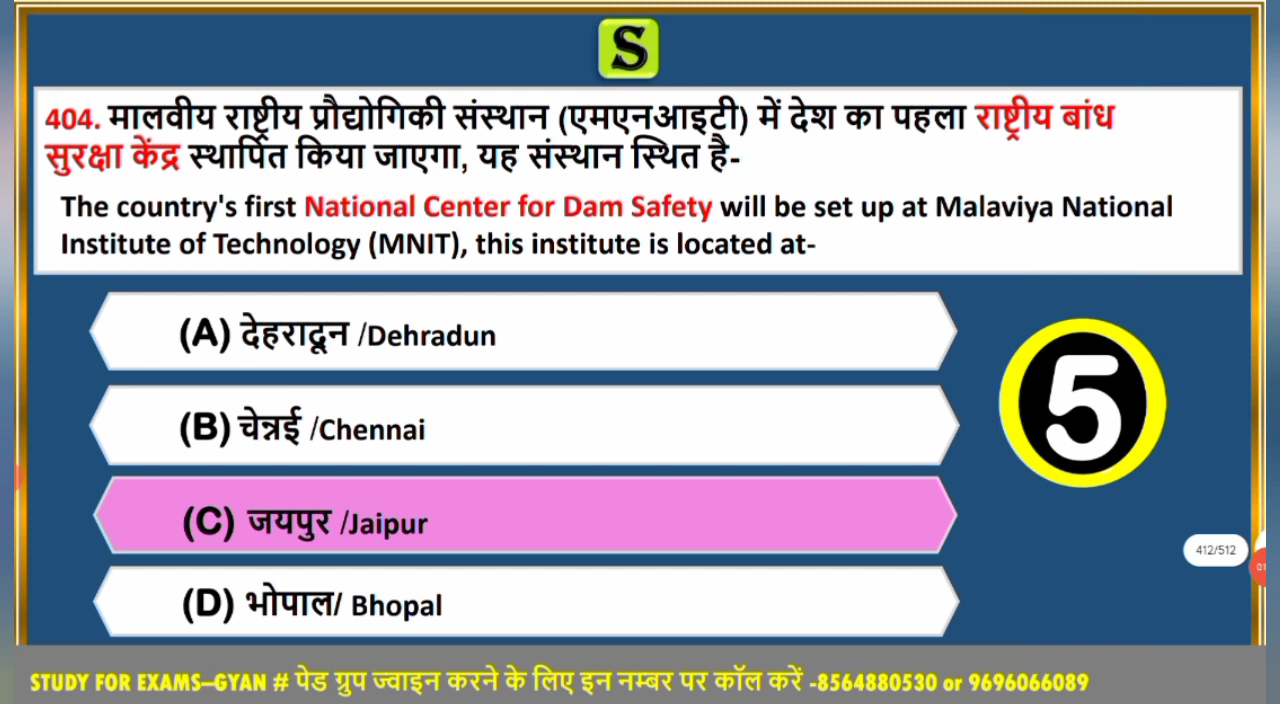 S
404. मालवीय राष्ट्रीय प्रौद्योगिकी संस्थान (एमएनआइटी) में देश का पहला राष्ट्रीय बांध
सुरक्षा केंद्र स्थापित किया जाएगा, यह संस्थान स्थित है-
The country's first National Center for Dam Safety will be set up at Malaviya National
Institute of Technology (MNIT), this institute is located at-
(A) देहरादून /Dehradun
(B) चेन्नई /Chennai
(C) जयपुर /Jaipur
(D) भोपाल/ Bhopal
5
412/512
01
STUDY FOR EXAMS–GYAN # पेड ग्रुप ज्वाइन करने के लिए इन नम्बर पर कॉल करें -8564880530 or 9696066089